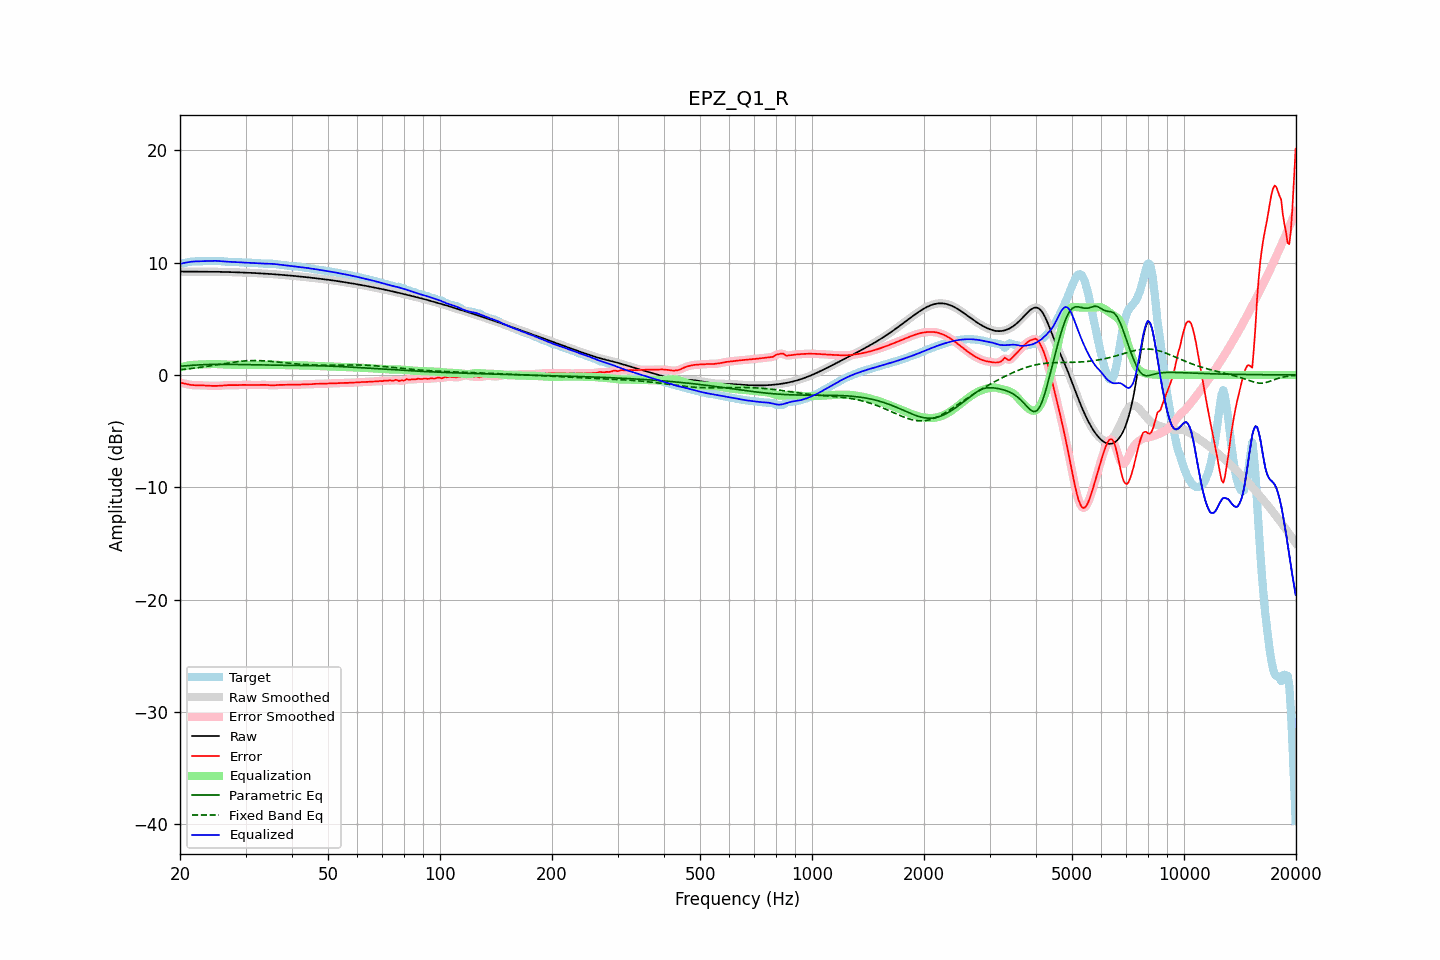 EPZ_Q1_R
Amplitude (dBr)
20
10
0
−10
−20
−30
−40
Target
Raw Smoothed
Error Smoothed
Raw
Error
Equalization
Parametric Eq
Fixed Band Eq
Equalized
20 50 100 200 500 1000 2000 5000 10000 20000
Frequency (Hz)